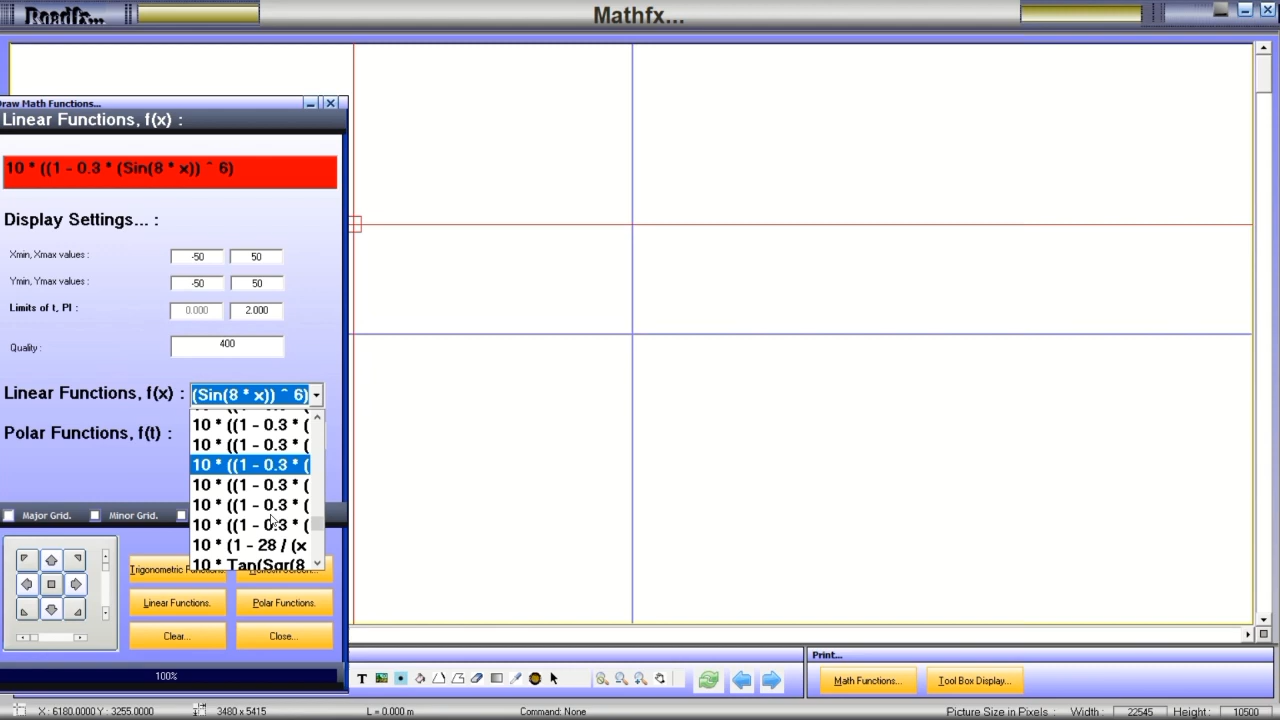 Roadfx...
Mathfx...
Draw Math Functions...
Linear Functions, f(x) :
10 * ((1 - 0.3 * (Sin(8 * x)) ^ 6)
Display Settings... :
Xmin, Xmax values : -50 50
Ymin, Ymax values : -50 50
Limits of t, PI : 0.000 2.000
Quality : 400
Linear Functions, f(x) : (Sin(8 * x)) ^ 6)
10 * ((1 - 0.3 * (
Polar Functions, f(t) :
10 * ((1 - 0.3 * (
10 * ((1 - 0.3 * (
10 * ((1 - 0.3 * (
10 * ((1 - 0.3 * (
10 * ((1 - 0.3 * (
10 * (1 - 28 / (x
10 * Tan(Sqr(8
Major Grid. Minor Grid.
Trigonometric Functions.
Linear Functions. Polar Functions.
Clear... Close...
100%
Print...
Math Functions... Tool Box Display...
X : 6180.0000 Y : 3255.0000 3480 x 5415 L = 0.000 m Command: None Picture Size in Pixels : Width : 22545 Height : 10500